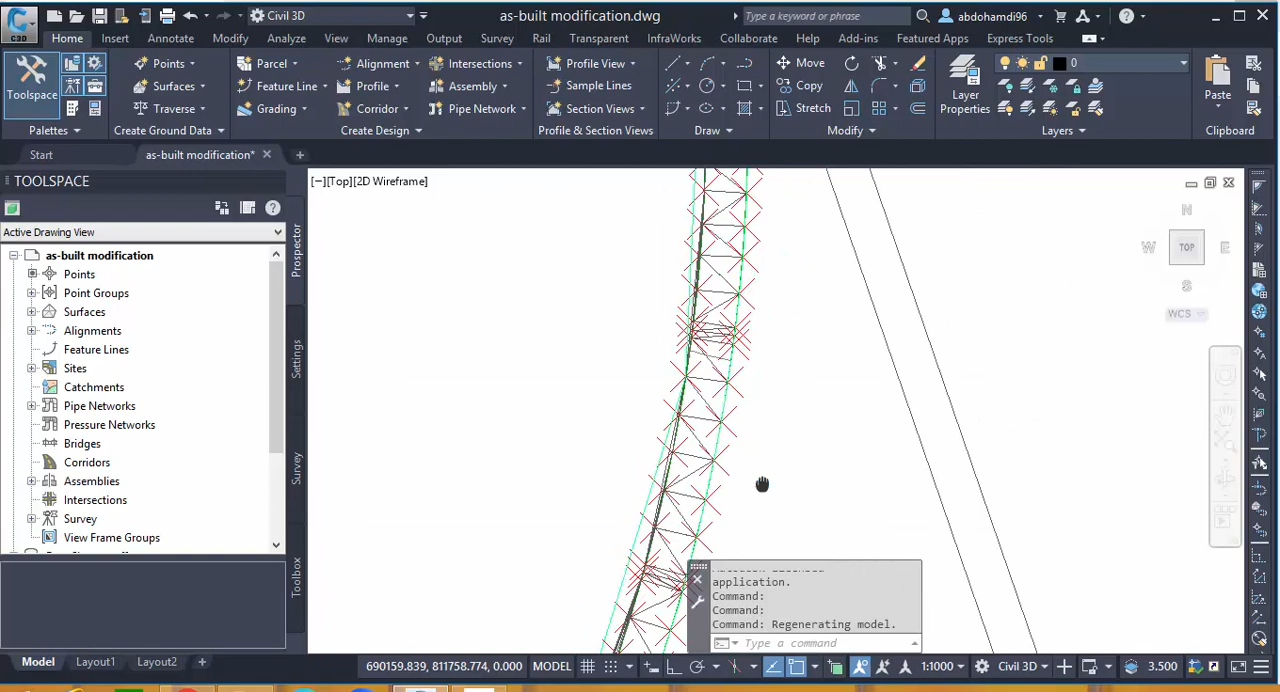 as-built modification.dwg
Civil 3D
Type a keyword or phrase
abdohamdi96
C3D
Home Insert Annotate Modify Analyze View Manage Output Survey Rail Transparent InfraWorks Collaborate Help Add-ins Featured Apps Express Tools
Toolspace
Points
Surfaces
Traverse
Parcel
Feature Line
Grading
Alignment
Profile
Corridor
Intersections
Assembly
Pipe Network
Profile View
Sample Lines
Section Views
Move
Copy
Stretch
Layer
Properties
0
Paste
Palettes
Create Ground Data
Create Design
Profile & Section Views
Draw
Modify
Layers
Clipboard
Start
as-built modification*
TOOLSPACE
Active Drawing View
as-built modification
Points
Point Groups
Surfaces
Alignments
Feature Lines
Sites
Catchments
Pipe Networks
Pressure Networks
Bridges
Corridors
Assemblies
Intersections
Survey
View Frame Groups
Prospector
Settings
Survey
Toolbox
[−][Top][2D Wireframe]
N
W TOP E
S
WCS
application.
Command:
Command:
Command: Regenerating model.
Type a command
Model Layout1 Layout2
690159.839, 811758.774, 0.000 MODEL
1:1000
Civil 3D
3.500